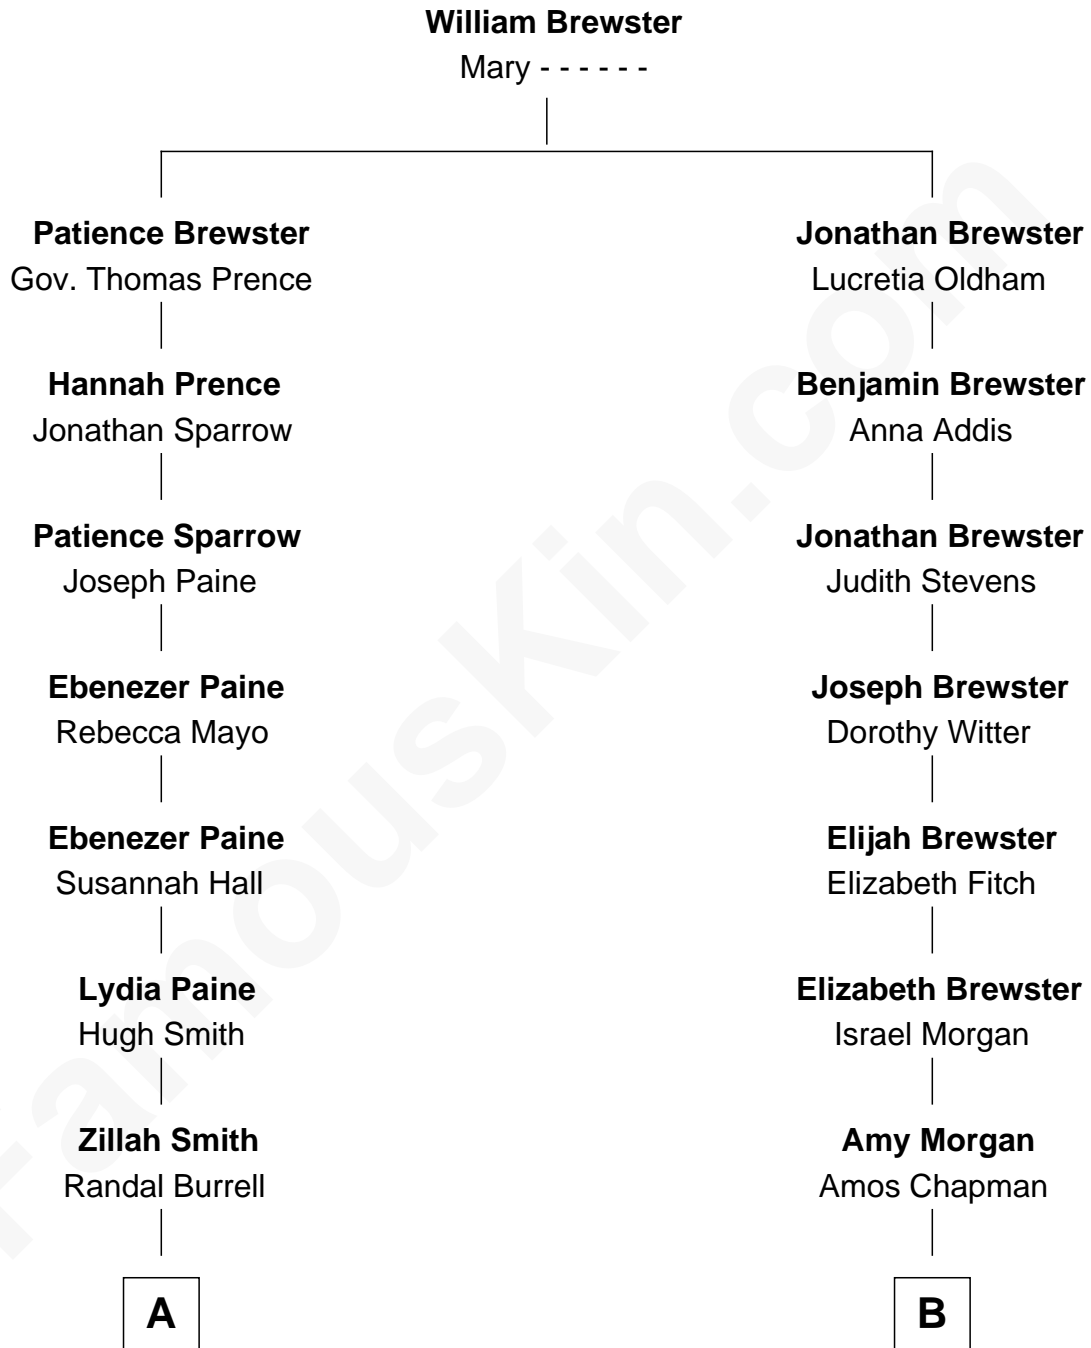 William Brewster
Mary - - - - - -
Patience Brewster
Gov. Thomas Prence
Jonathan Brewster
Lucretia Oldham
Hannah Prence
Jonathan Sparrow
Benjamin Brewster
Anna Addis
Patience Sparrow
Joseph Paine
Jonathan Brewster
Judith Stevens
Ebenezer Paine
Rebecca Mayo
Joseph Brewster
Dorothy Witter
Ebenezer Paine
Susannah Hall
Elijah Brewster
Elizabeth Fitch
Lydia Paine
Hugh Smith
Elizabeth Brewster
Israel Morgan
Zillah Smith
Randal Burrell
Amy Morgan
Amos Chapman
A
B
FamousKin.com